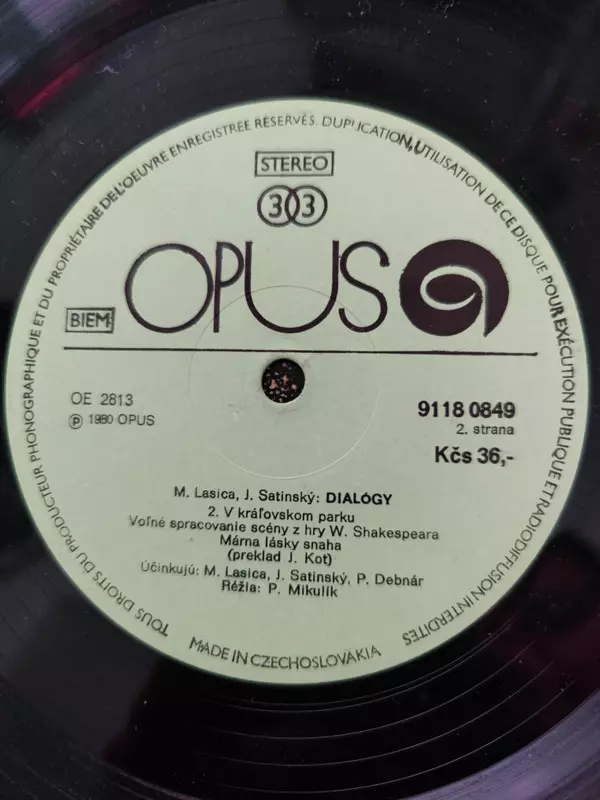 TOUS DROITS DU PRODUCTEUR PHONOGRAPHIQUE ET DU PROPRIÉTAIRE DE L'OEUVRE ENREGISTREE RÉSERVÉS. DUPLICATION, UTILISATION DE CE DISQUE POUR EXÉCUTION PUBLIQUE ET RADIODIFFUSION INTERDITES
STEREO
33
OPUS
BIEM
OE 2813
℗ 1980 OPUS
9118 0849
2. strana
Kčs 36,-
M. Lasica, J. Satinský: DIALÓGY
2. V kráľovskom parku
Voľné spracovanie scény z hry W. Shakespeara
Márna lásky snaha
(preklad J. Kot)
Účinkujú: M. Lasica, J. Satinský, P. Debnár
Réžia: P. Mikulík
MADE IN CZECHOSLOVAKIA